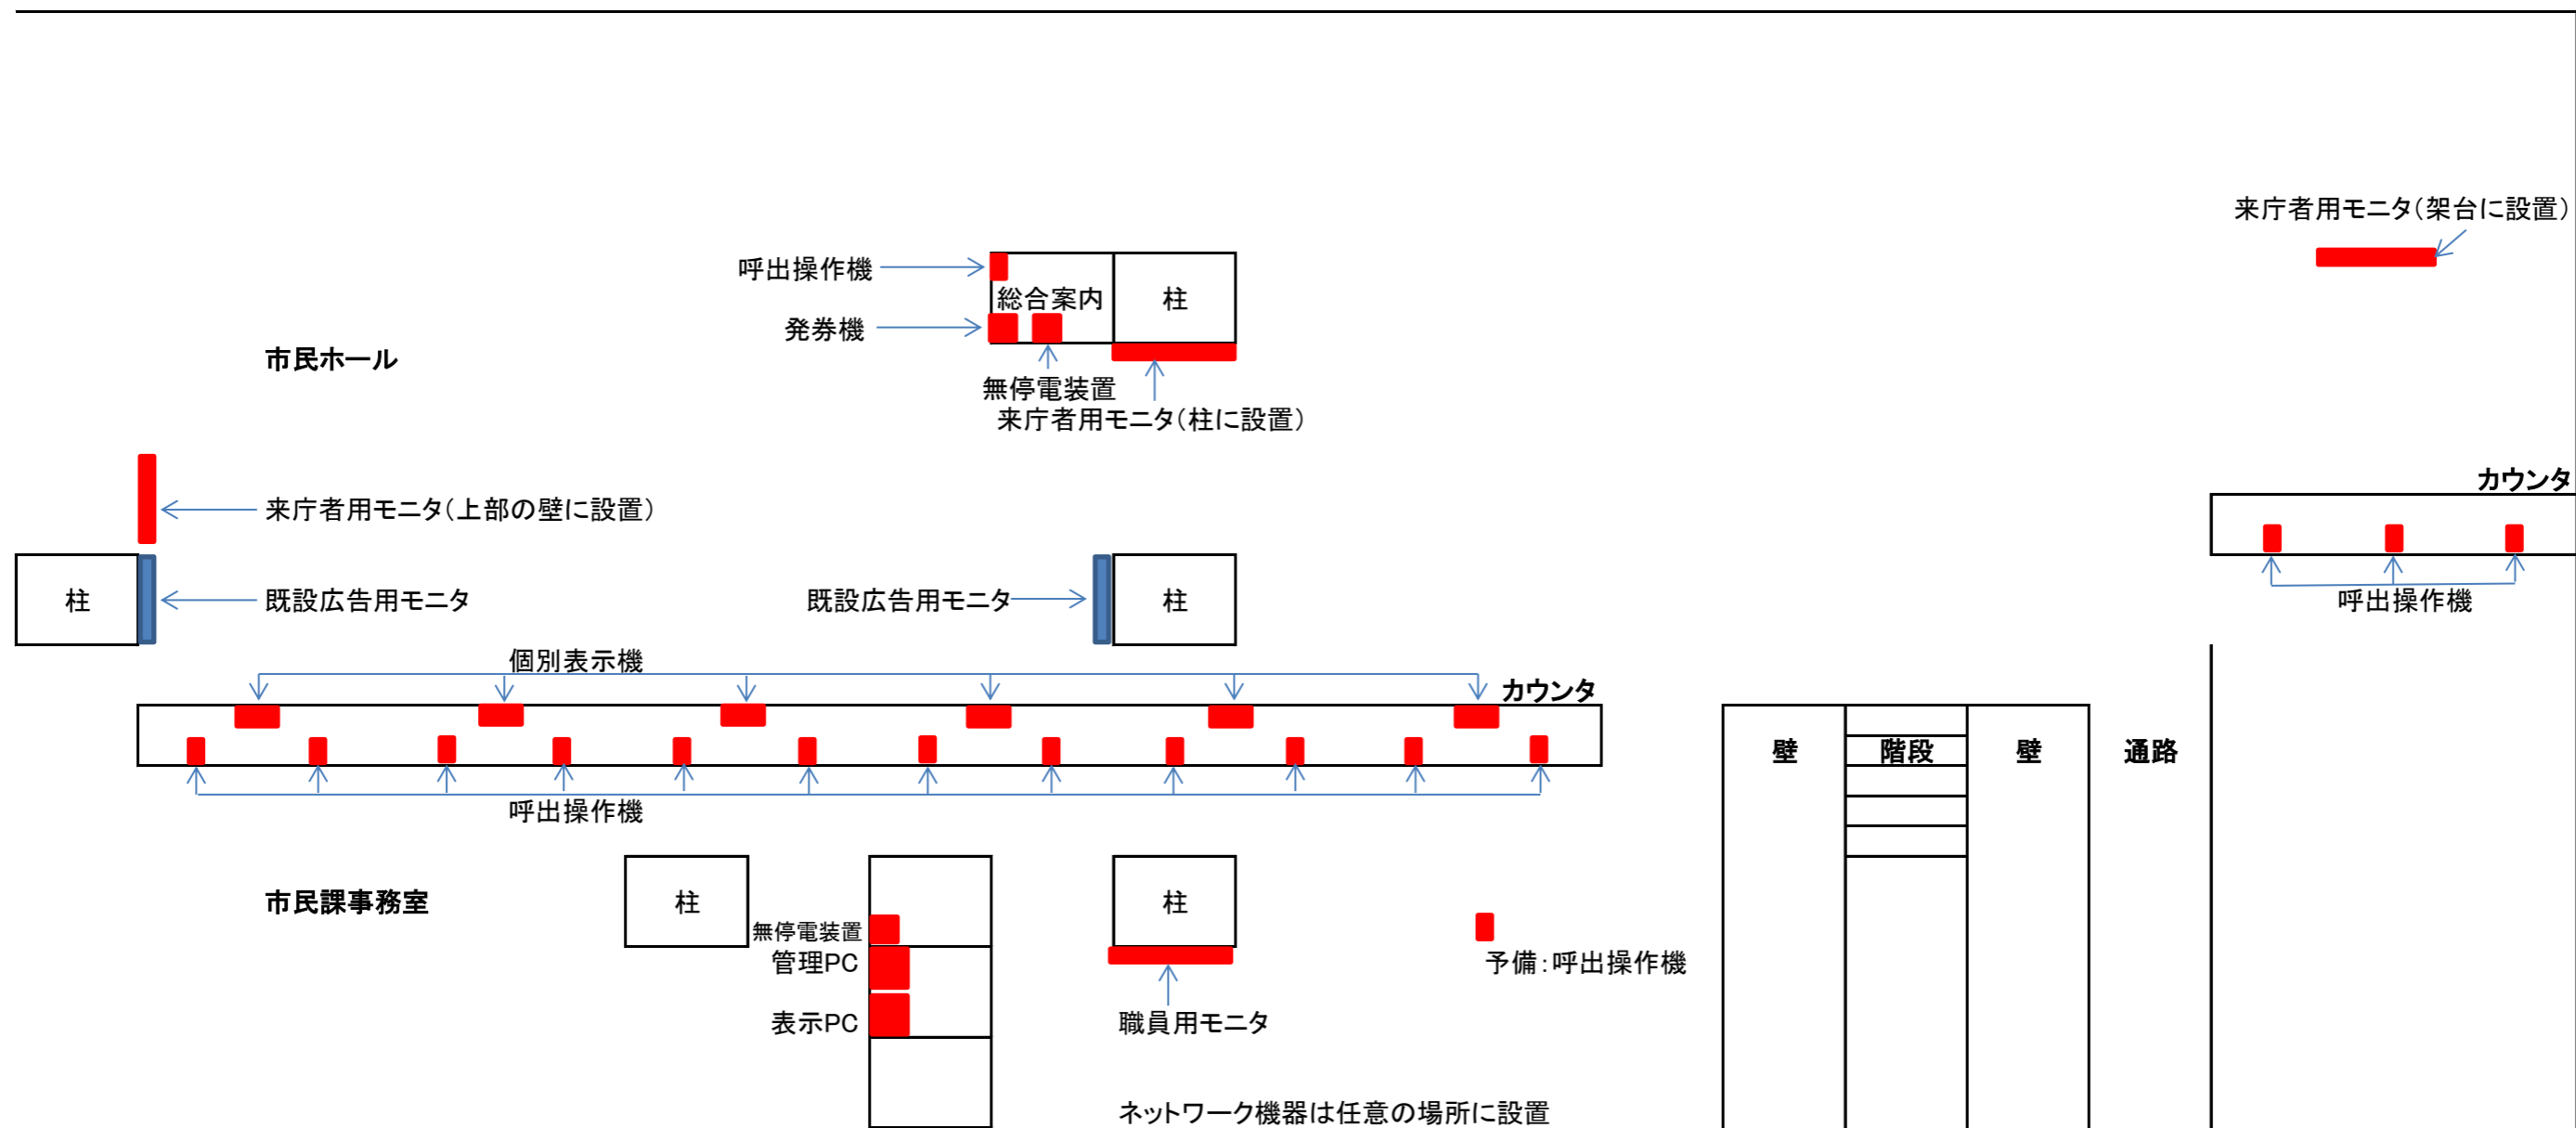 来庁者用モニタ(架台に設置)
呼出操作機
総合案内
柱
発券機
市民ホール
無停電装置
来庁者用モニタ(柱に設置)
カウンタ
来庁者用モニタ(上部の壁に設置)
柱
既設広告用モニタ
既設広告用モニタ
柱
呼出操作機
個別表示機
カウンタ
壁
階段
壁
通路
呼出操作機
市民課事務室
柱
柱
無停電装置
管理PC
予備:呼出操作機
表示PC
職員用モニタ
ネットワーク機器は任意の場所に設置